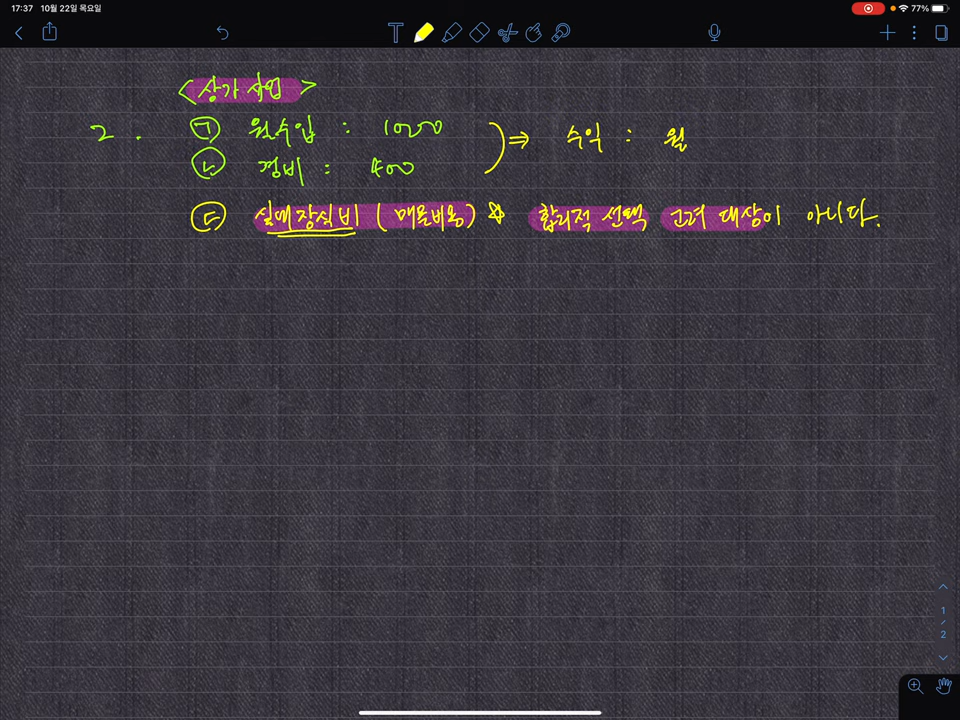 17:37 10월 22일 목요일 77%
<상가 사업>
2. ㉠ 월수입 : 1000 ⇒ 수익 : 월
㉡ 경비 : 400
㉢ 실내장식비 (매몰비용) ☆ 합리적 선택 고려 대상이 아니다.
1
/
2